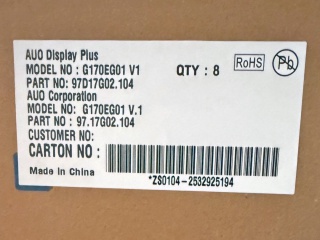 AUO Display Plus
MODEL NO : G170EG01 V1 QTY : 8 RoHS Pb
PART NO: 97D17G02.104
AUO Corporation
MODEL NO: G170EG01 V.1
PART NO : 97.17G02.104
CUSTOMER NO:
CARTON NO :
Made in China
*ZS0104-2532925194